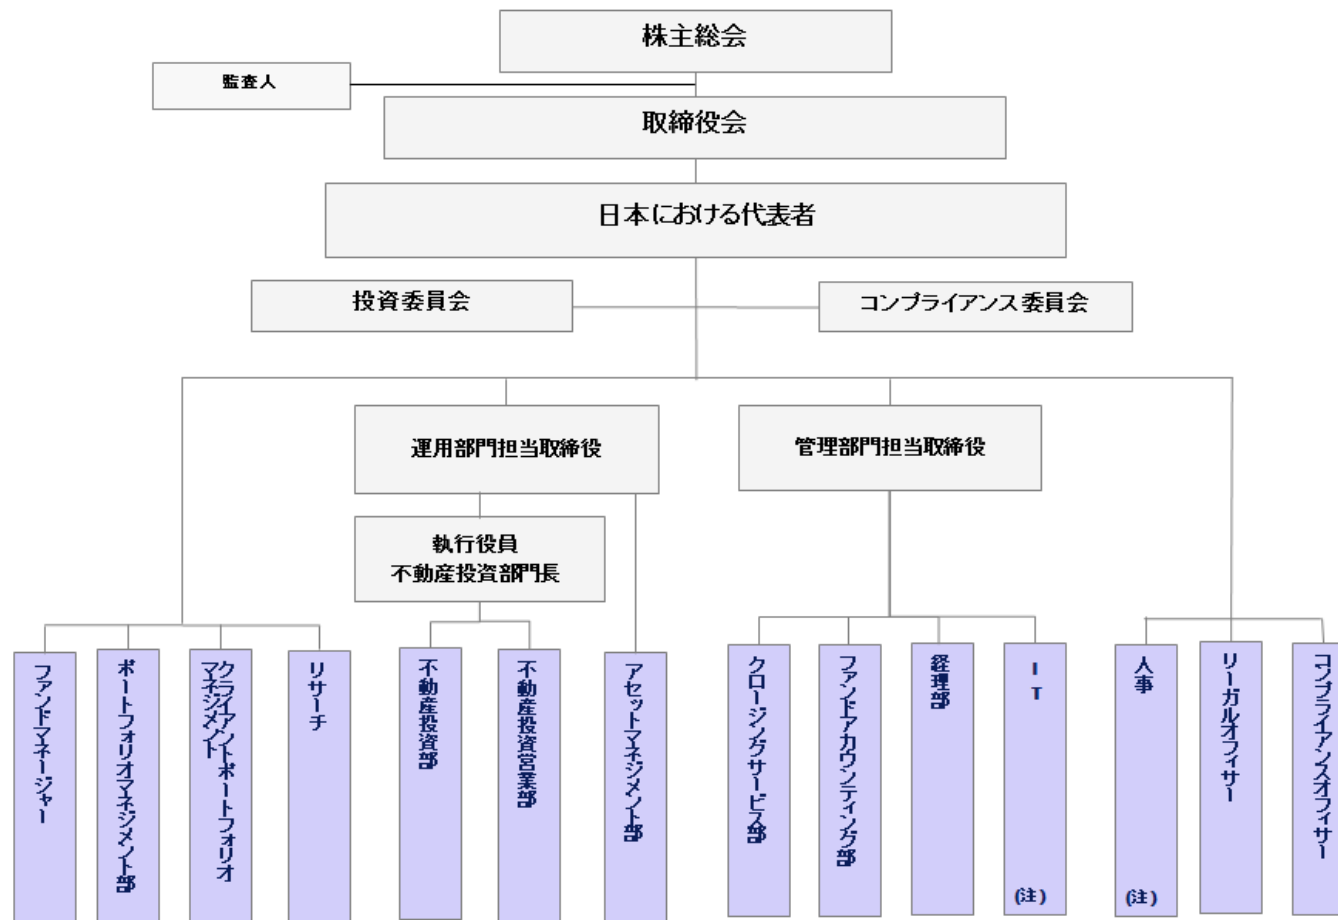 株主総会
監査人
取締役会
日本における代表者
投資委員会
コンプライアンス委員会
運用部門担当取締役
管理部門担当取締役
執行役員
不動産投資部門長
ファンドマネージャー
ポートフォリオマネジメント部
クライアントポートフォリオ
マネジメント
リサーチ
不動産投資部
不動産投資営業部
アセットマネジメント部
クロージングサービス部
ファンドアカウンティング部
経理部
IT
(注)
人事
(注)
リーガルオフィサー
コンプライアンスオフィサー